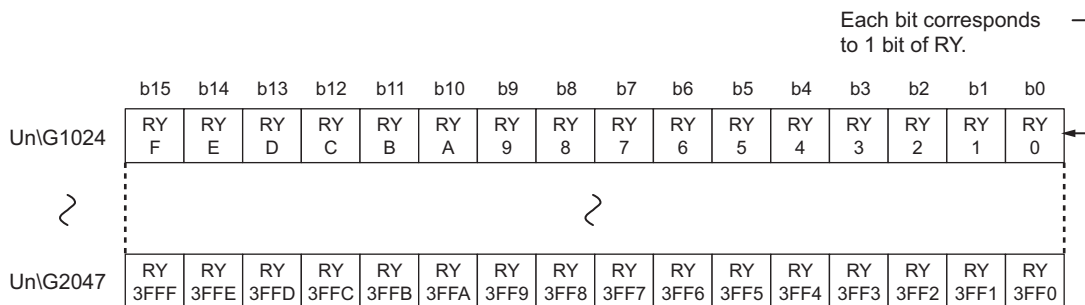 Each bit corresponds
to 1 bit of RY.
b15 b14 b13 b12 b11 b10 b9 b8 b7 b6 b5 b4 b3 b2 b1 b0
Un\G1024
RY RY RY RY RY RY RY RY RY RY RY RY RY RY RY RY
F E D C B A 9 8 7 6 5 4 3 2 1 0
Un\G2047
RY RY RY RY RY RY RY RY RY RY RY RY RY RY RY RY
3FFF 3FFE 3FFD 3FFC 3FFB 3FFA 3FF9 3FF8 3FF7 3FF6 3FF5 3FF4 3FF3 3FF2 3FF1 3FF0